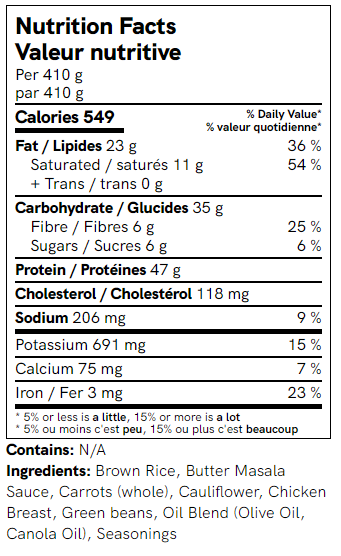 Nutrition Facts
Valeur nutritive
Per 410 g
par 410 g
Calories 549
% Daily Value*
% valeur quotidienne*
Fat / Lipides 23 g 36 %
Saturated / saturés 11 g 54 %
+ Trans / trans 0 g
Carbohydrate / Glucides 35 g
Fibre / Fibres 6 g 25 %
Sugars / Sucres 6 g 6 %
Protein / Protéines 47 g
Cholesterol / Cholestérol 118 mg
Sodium 206 mg 9 %
Potassium 691 mg 15 %
Calcium 75 mg 7 %
Iron / Fer 3 mg 23 %
* 5% or less is a little, 15% or more is a lot
* 5% ou moins c'est peu, 15% ou plus c'est beaucoup
Contains: N/A
Ingredients: Brown Rice, Butter Masala
Sauce, Carrots (whole), Cauliflower, Chicken
Breast, Green beans, Oil Blend (Olive Oil,
Canola Oil), Seasonings